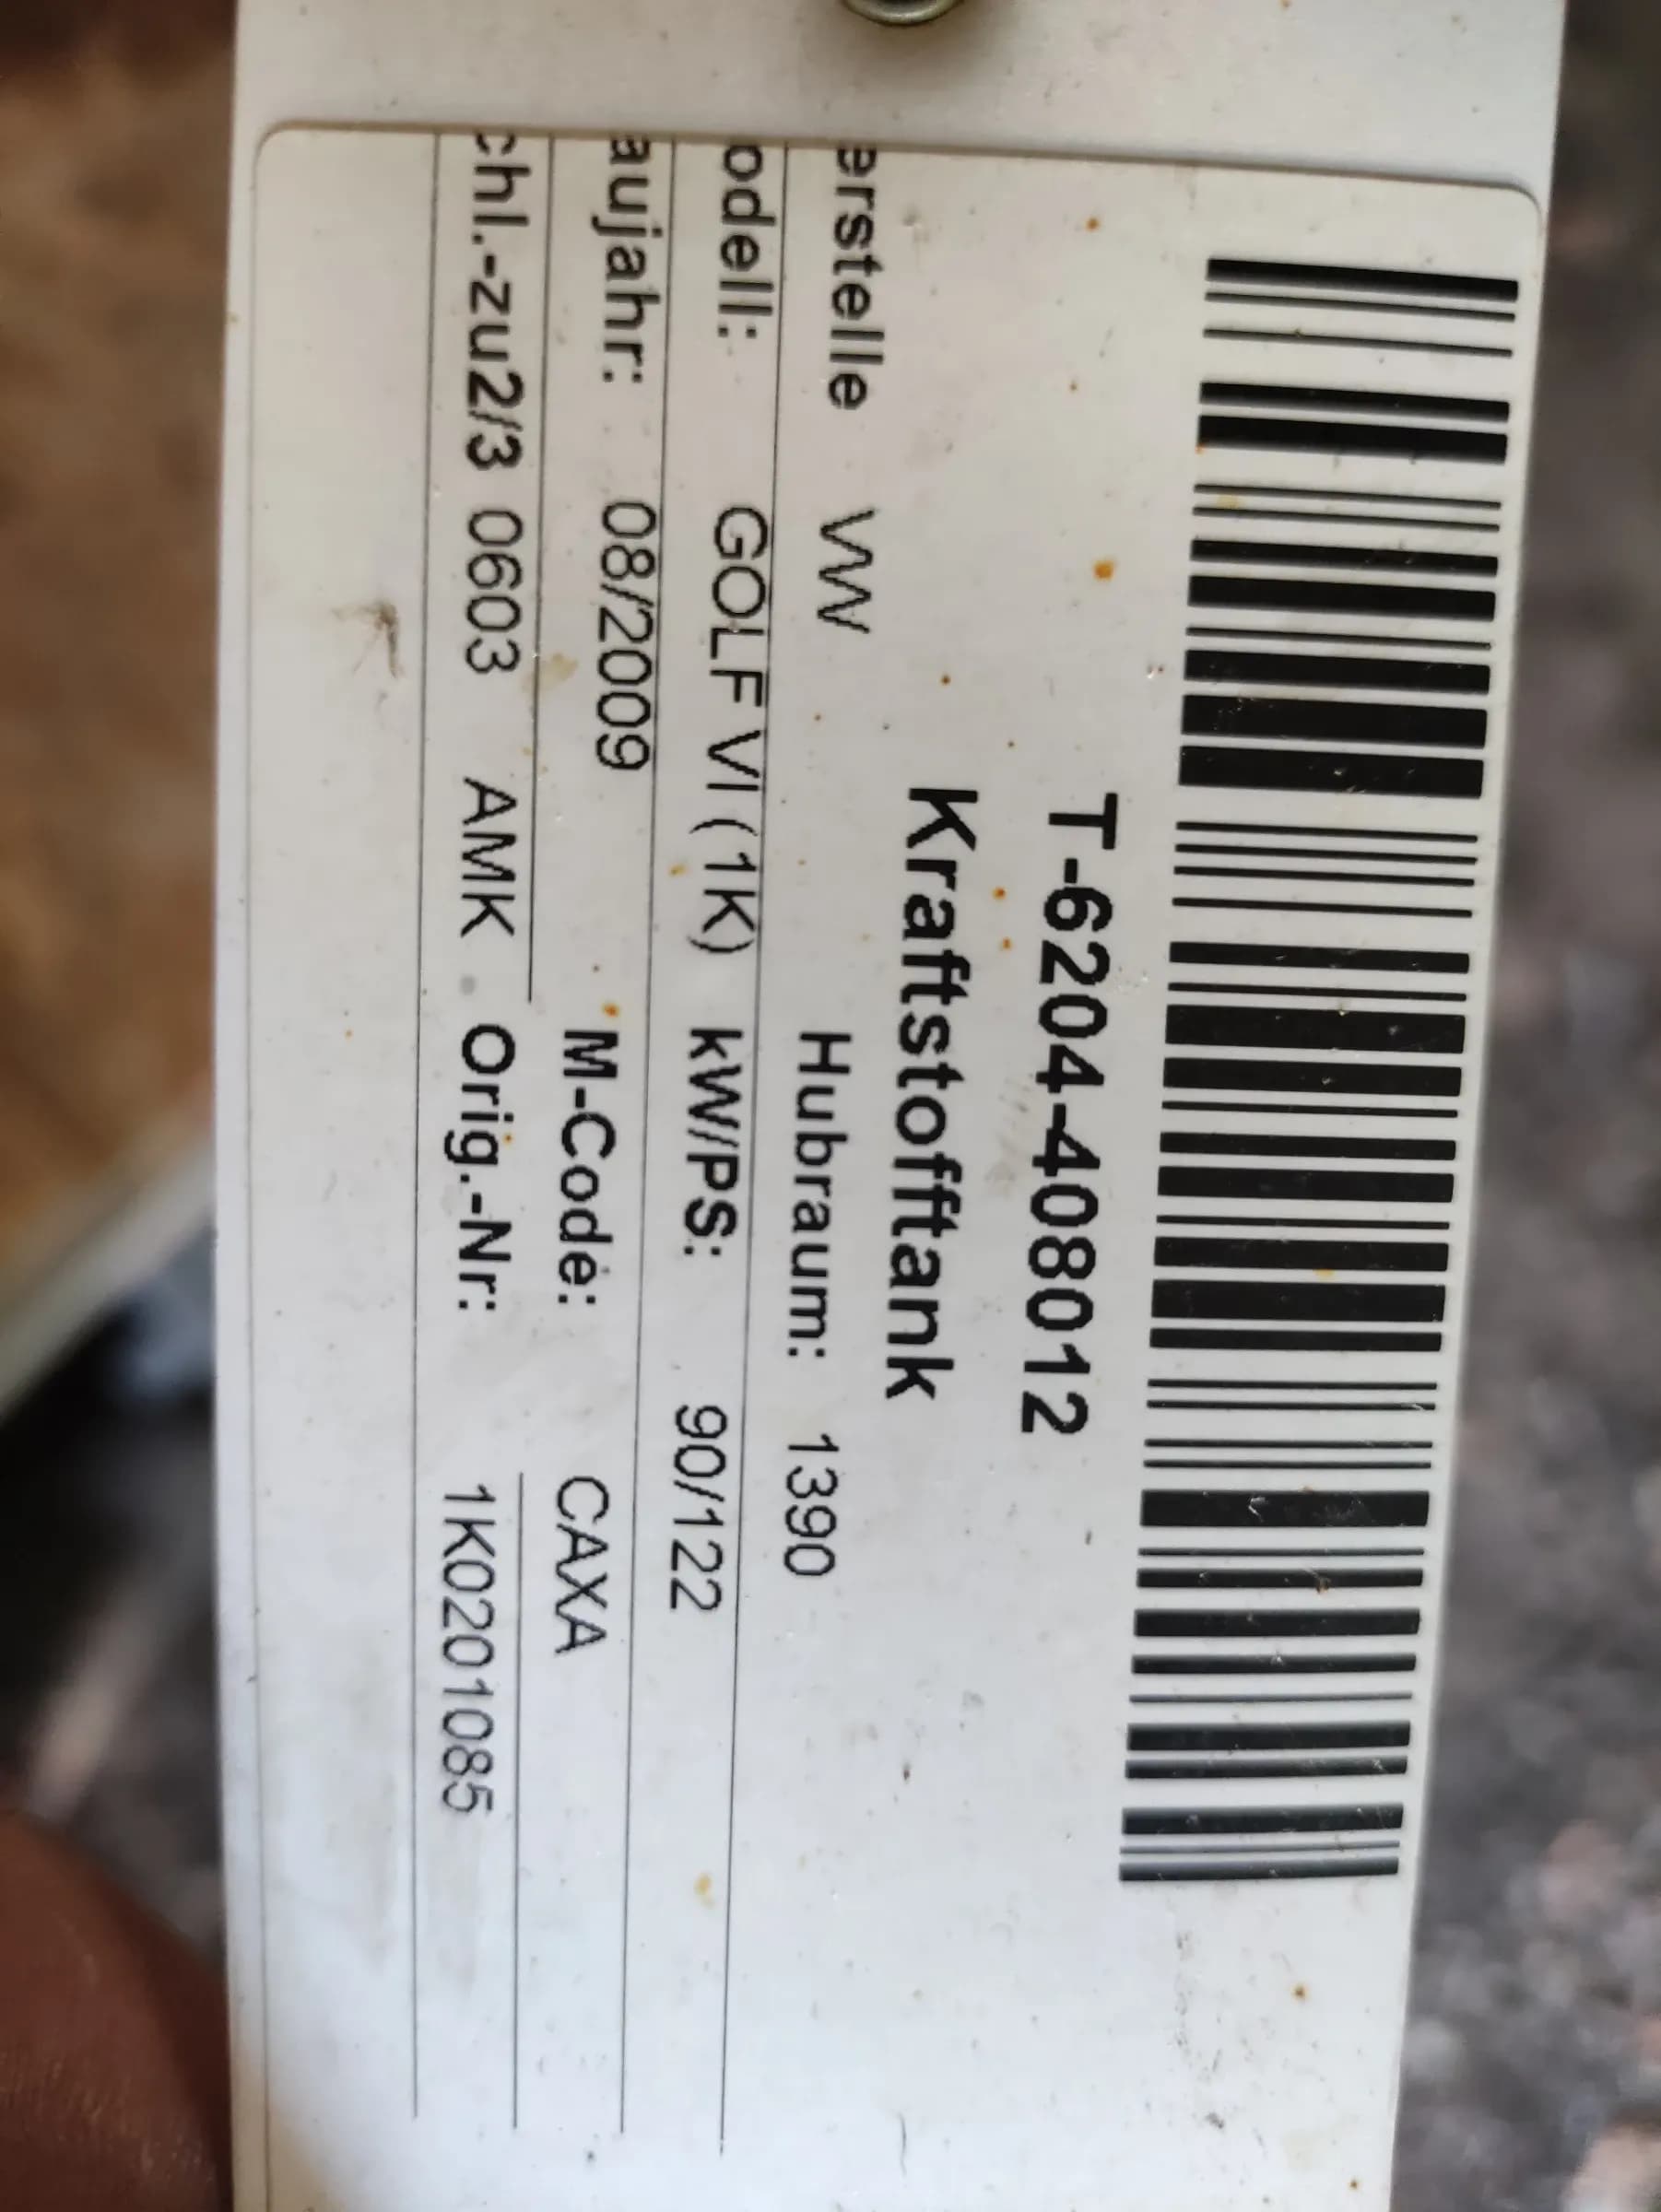 T-6204-408012
Kraftstofftank
erstelle VW Hubraum: 1390
odell: GOLF VI ( 1K) kW/PS: 90/122
aujahr: 08/2009 M-Code: CAXA
chl.-zu2/3 0603 AMK Orig.-Nr: 1K0201085